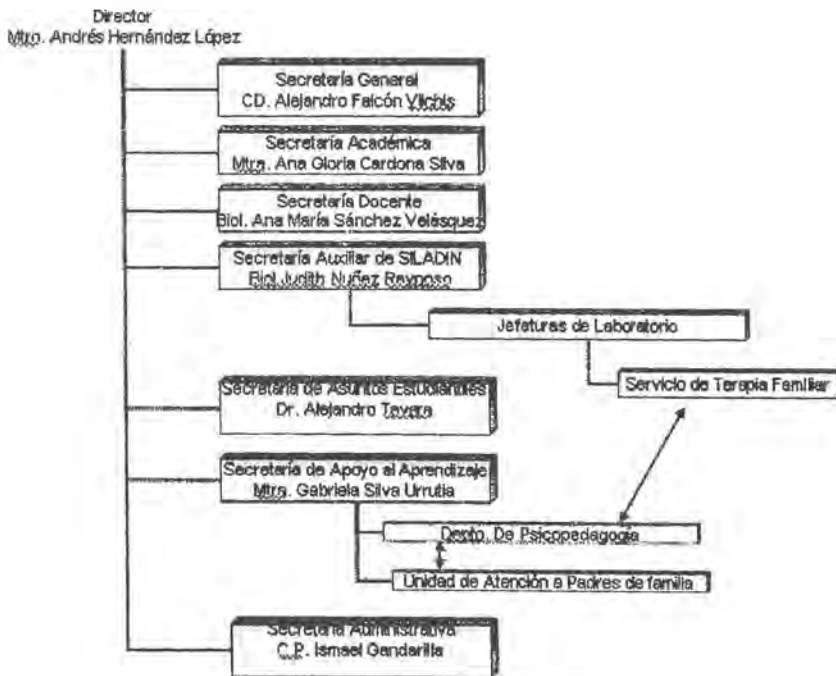 Director
Mtro. Andrés Hernández López
Secretaría General
CD. Alejandro Falcón Vilchis
Secretaría Académica
Mtra. Ana Gloria Cardona Silva
Secretaría Docente
Biol. Ana María Sánchez Velásquez
Secretaría Auxiliar de SILADIN
Biol.Judith Nuñez Reynoso
Jefaturas de Laboratorio
Servicio de Terapia Familiar
Secretaría de Asuntos Estudiantiles
Dr. Alejandro Tavera
Secretaría de Apoyo al Aprendizaje
Mtra. Gabriela Silva Urrutia
Depto. De Psicopedagogía
Unidad de Atención a Padres de familia
Secretaría Administrativa
C.P. Ismael Gandarilla